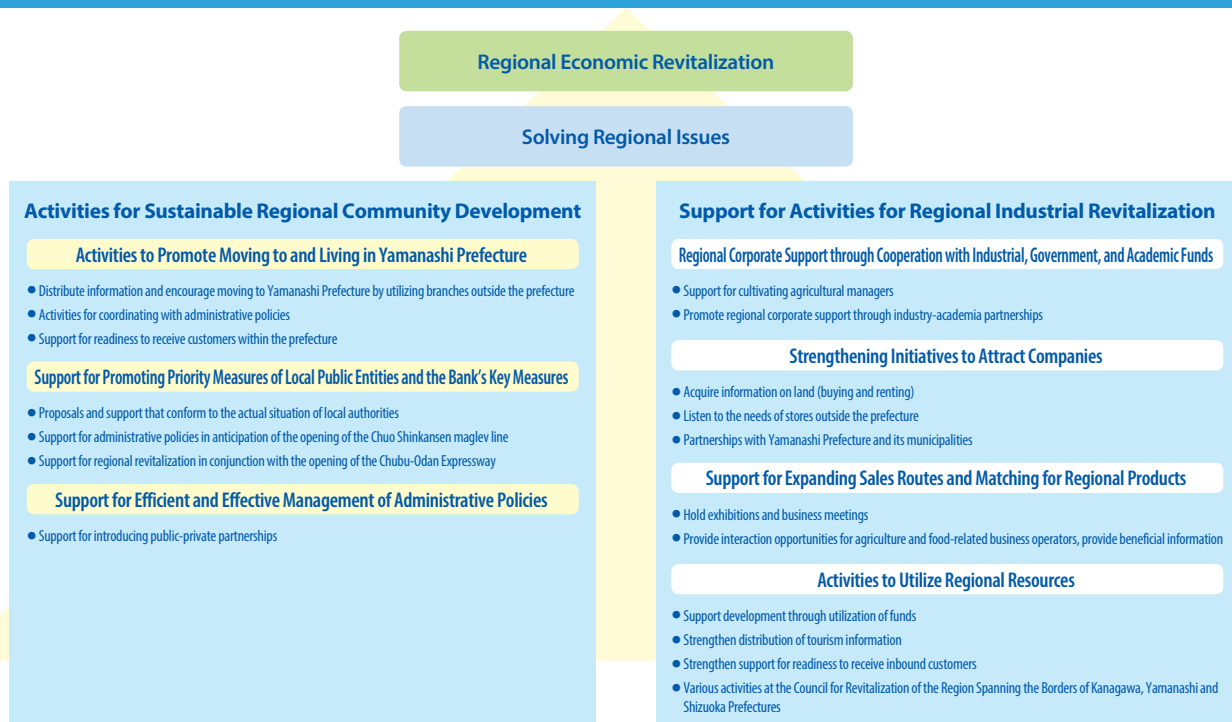 Regional Economic Revitalization
Solving Regional Issues
Activities for Sustainable Regional Community Development
Activities to Promote Moving to and Living in Yamanashi Prefecture
● Distribute information and encourage moving to Yamanashi Prefecture by utilizing branches outside the prefecture
● Activities for coordinating with administrative policies
● Support for readiness to receive customers within the prefecture
Support for Promoting Priority Measures of Local Public Entities and the Bank's Key Measures
● Proposals and support that conform to the actual situation of local authorities
● Support for administrative policies in anticipation of the opening of the Chuo Shinkansen maglev line
● Support for regional revitalization in conjunction with the opening of the Chubu-Odan Expressway
Support for Efficient and Effective Management of Administrative Policies
● Support for introducing public-private partnerships
Support for Activities for Regional Industrial Revitalization
Regional Corporate Support through Cooperation with Industrial, Government, and Academic Funds
● Support for cultivating agricultural managers
● Promote regional corporate support through industry-academia partnerships
Strengthening Initiatives to Attract Companies
● Acquire information on land (buying and renting)
● Listen to the needs of stores outside the prefecture
● Partnerships with Yamanashi Prefecture and its municipalities
Support for Expanding Sales Routes and Matching for Regional Products
● Hold exhibitions and business meetings
● Provide interaction opportunities for agriculture and food-related business operators, provide beneficial information
Activities to Utilize Regional Resources
● Support development through utilization of funds
● Strengthen distribution of tourism information
● Strengthen support for readiness to receive inbound customers
● Various activities at the Council for Revitalization of the Region Spanning the Borders of Kanagawa, Yamanashi and
Shizuoka Prefectures